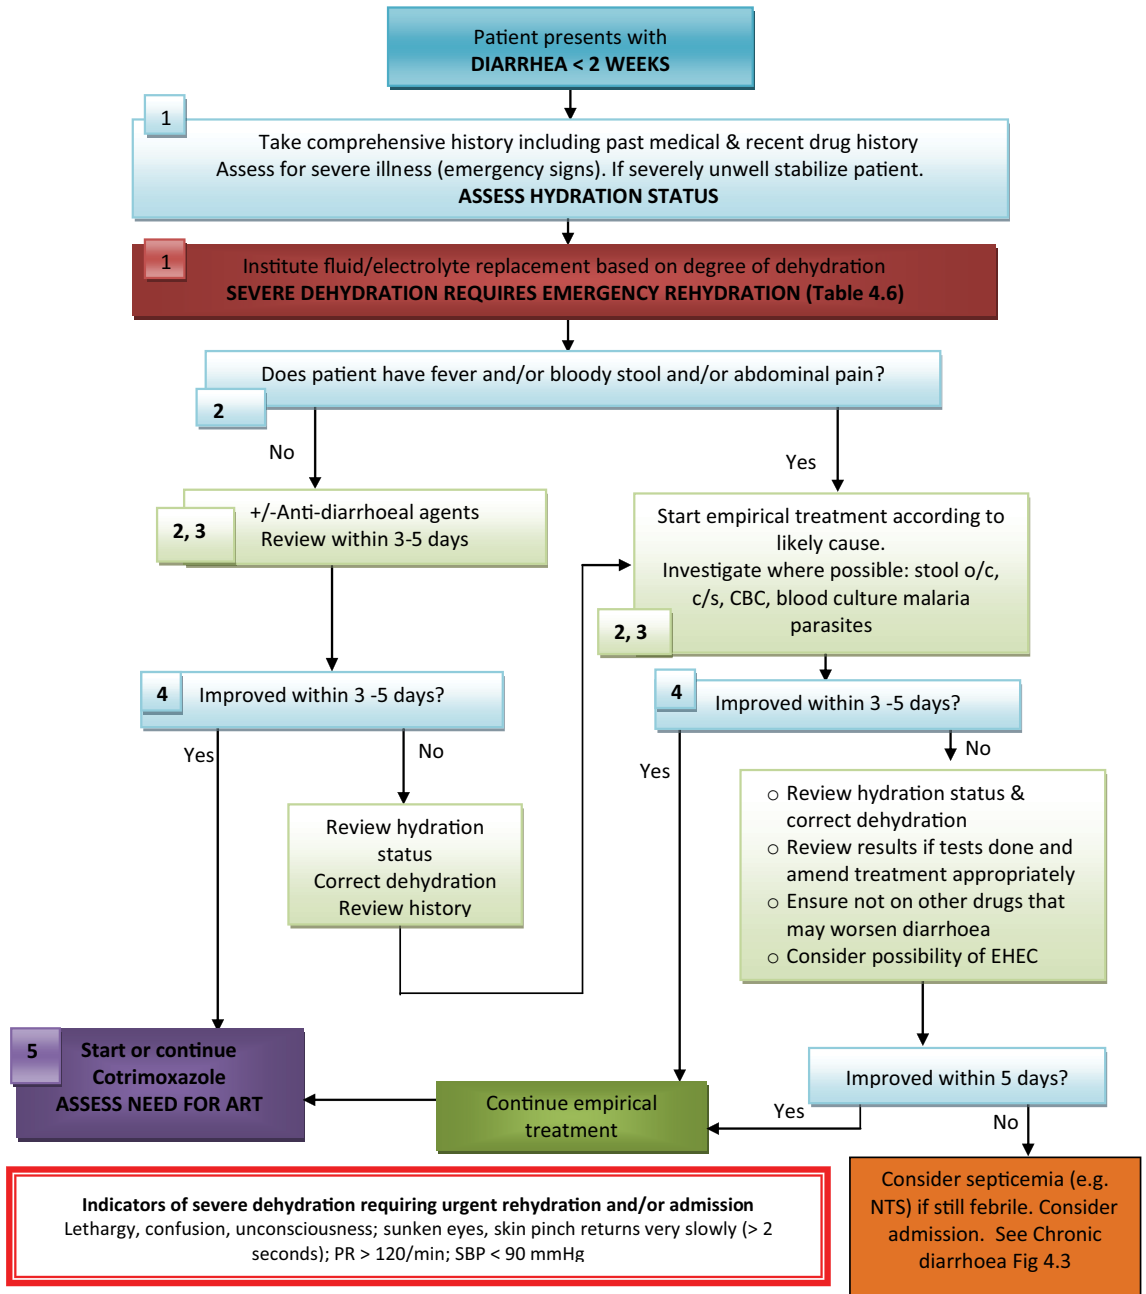 Patient presents with
DIARRHEA < 2 WEEKS
1
Take comprehensive history including past medical & recent drug history
Assess for severe illness (emergency signs). If severely unwell stabilize patient.
ASSESS HYDRATION STATUS
1
Institute fluid/electrolyte replacement based on degree of dehydration
SEVERE DEHYDRATION REQUIRES EMERGENCY REHYDRATION (Table 4.6)
Does patient have fever and/or bloody stool and/or abdominal pain?
2
No
Yes
+/-Anti-diarrhoeal agents
Review within 3-5 days
2, 3
Start empirical treatment according to
likely cause.
Investigate where possible: stool o/c,
c/s, CBC, blood culture malaria
parasites
2, 3
4
Improved within 3 -5 days?
4
Improved within 3 -5 days?
Yes
No
Yes
No
Review hydration
status
Correct dehydration
Review history
○ Review hydration status &
correct dehydration
○ Review results if tests done and
amend treatment appropriately
○ Ensure not on other drugs that
may worsen diarrhoea
○ Consider possibility of EHEC
5
Start or continue
Cotrimoxazole
ASSESS NEED FOR ART
Continue empirical
treatment
Improved within 5 days?
Yes
No
Indicators of severe dehydration requiring urgent rehydration and/or admission
Lethargy, confusion, unconsciousness; sunken eyes, skin pinch returns very slowly (> 2
seconds); PR > 120/min; SBP < 90 mmHg
Consider septicemia (e.g.
NTS) if still febrile. Consider
admission. See Chronic
diarrhoea Fig 4.3